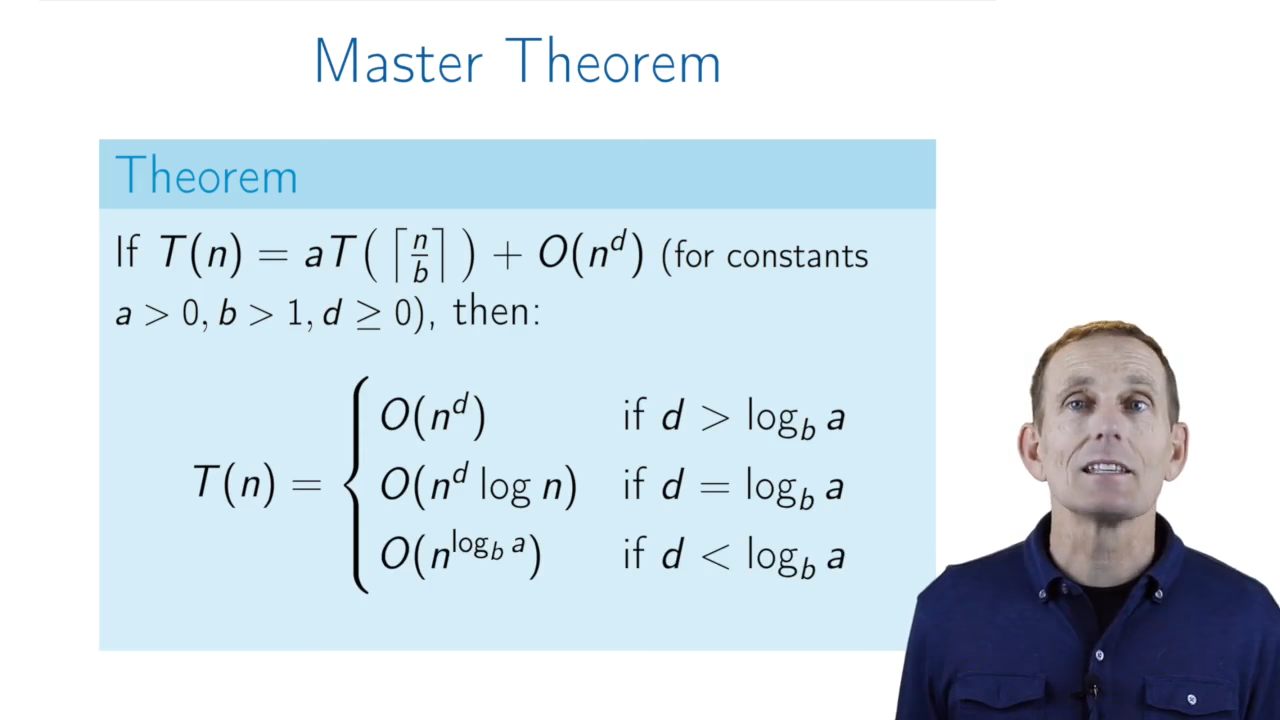 Master Theorem
Theorem
If T(n) = aT(⌈n/b⌉) + O(n^d) (for constants
a > 0, b > 1, d ≥ 0), then:
T(n) = {
O(n^d) if d > log_b a
O(n^d log n) if d = log_b a
O(n^{log_b a}) if d < log_b a